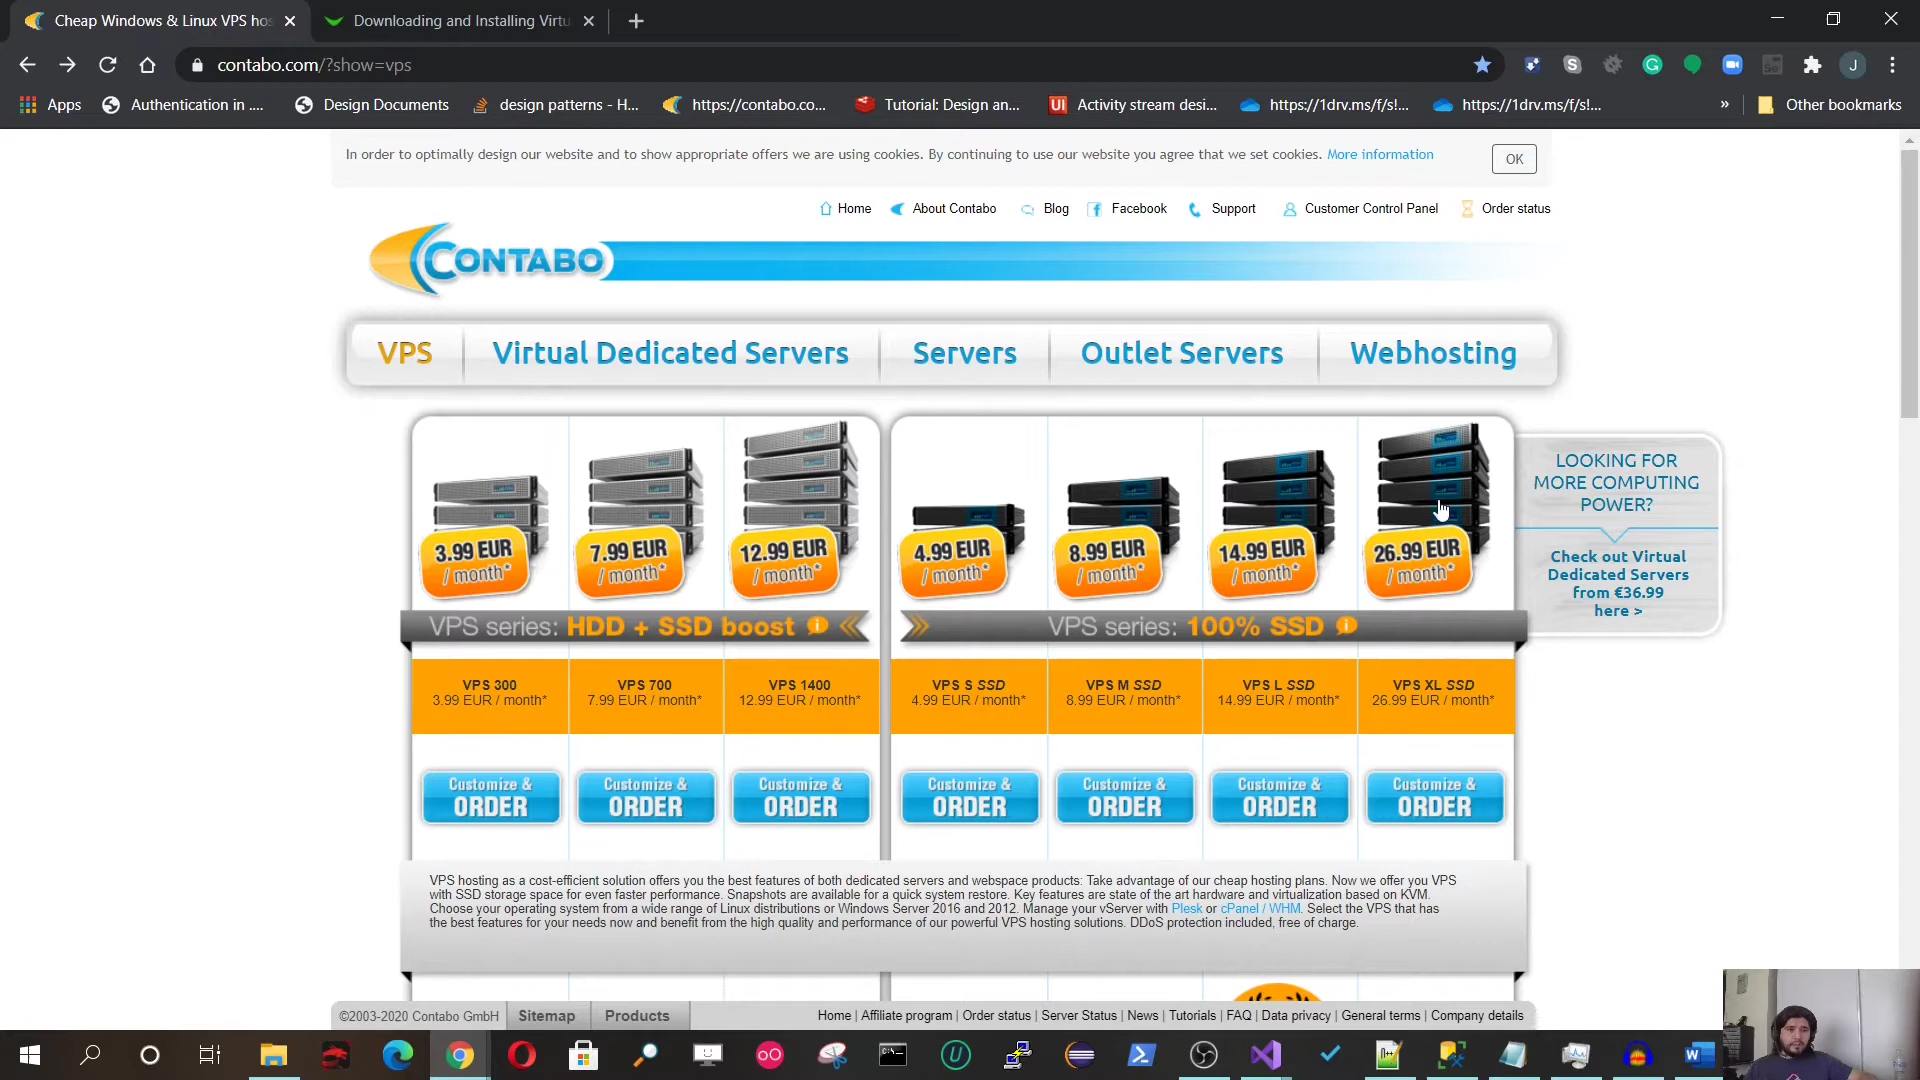 Cheap Windows & Linux VPS hos
Downloading and Installing Virtu
contabo.com/?show=vps
J
Apps
Authentication in ....
Design Documents
design patterns - H...
https://contabo.co...
Tutorial: Design an...
UI
Activity stream desi...
https://1drv.ms/f/s!...
https://1drv.ms/f/s!...
»
Other bookmarks
In order to optimally design our website and to show appropriate offers we are using cookies. By continuing to use our website you agree that we set cookies. More information
OK
Home
About Contabo
Blog
Facebook
Support
Customer Control Panel
Order status
CONTABO
VPS
Virtual Dedicated Servers
Servers
Outlet Servers
Webhosting
3.99 EUR
/ month*
7.99 EUR
/ month*
12.99 EUR
/ month*
4.99 EUR
/ month*
8.99 EUR
/ month*
14.99 EUR
/ month*
26.99 EUR
/ month*
LOOKING FOR
MORE COMPUTING
POWER?
Check out Virtual
Dedicated Servers
from €36.99
here >
VPS series: HDD + SSD boost
VPS series: 100% SSD
VPS 300
3.99 EUR / month*
VPS 700
7.99 EUR / month*
VPS 1400
12.99 EUR / month*
VPS S SSD
4.99 EUR / month*
VPS M SSD
8.99 EUR / month*
VPS L SSD
14.99 EUR / month*
VPS XL SSD
26.99 EUR / month*
Customize &
ORDER
Customize &
ORDER
Customize &
ORDER
Customize &
ORDER
Customize &
ORDER
Customize &
ORDER
Customize &
ORDER
VPS hosting as a cost-efficient solution offers you the best features of both dedicated servers and webspace products: Take advantage of our cheap hosting plans. Now we offer you VPS
with SSD storage space for even faster performance. Snapshots are available for a quick system restore. Key features are state of the art hardware and virtualization based on KVM.
Choose your operating system from a wide range of Linux distributions or Windows Server 2016 and 2012. Manage your vServer with Plesk or cPanel / WHM. Select the VPS that has
the best features for your needs now and benefit from the high quality and performance of our powerful VPS hosting solutions. DDoS protection included, free of charge.
©2003-2020 Contabo GmbH
Sitemap
Products
Home | Affiliate program | Order status | Server Status | News | Tutorials | FAQ | Data privacy | General terms | Company details